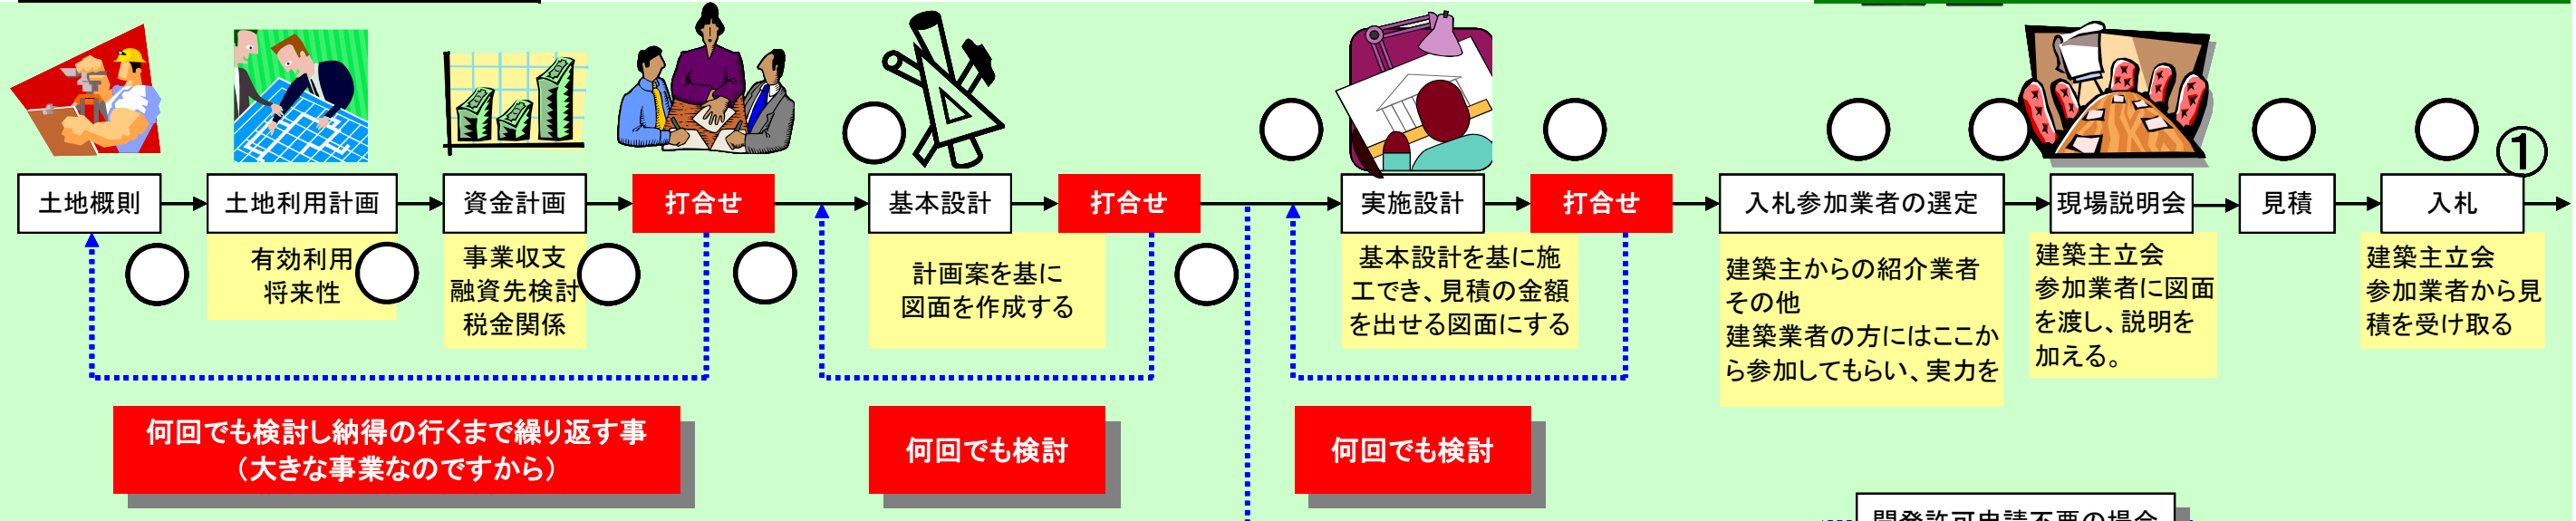 ①
土地概則
土地利用計画
資金計画
打合せ
基本設計
打合せ
実施設計
打合せ
入札参加業者の選定
現場説明会
見積
入札
有効利用
将来性
事業収支
融資先検討
税金関係
計画案を基に
図面を作成する
基本設計を基に施
工でき、見積の金額
を出せる図面にする
建築主からの紹介業者
その他
建築業者の方にはここか
ら参加してもらい、実力を
建築主立会
参加業者に図面
を渡し、説明を
加える。
建築主立会
参加業者から見
積を受け取る
何回でも検討し納得の行くまで繰り返す事
（大きな事業なのですから）
何回でも検討
何回でも検討
開発許可申請不要の場合